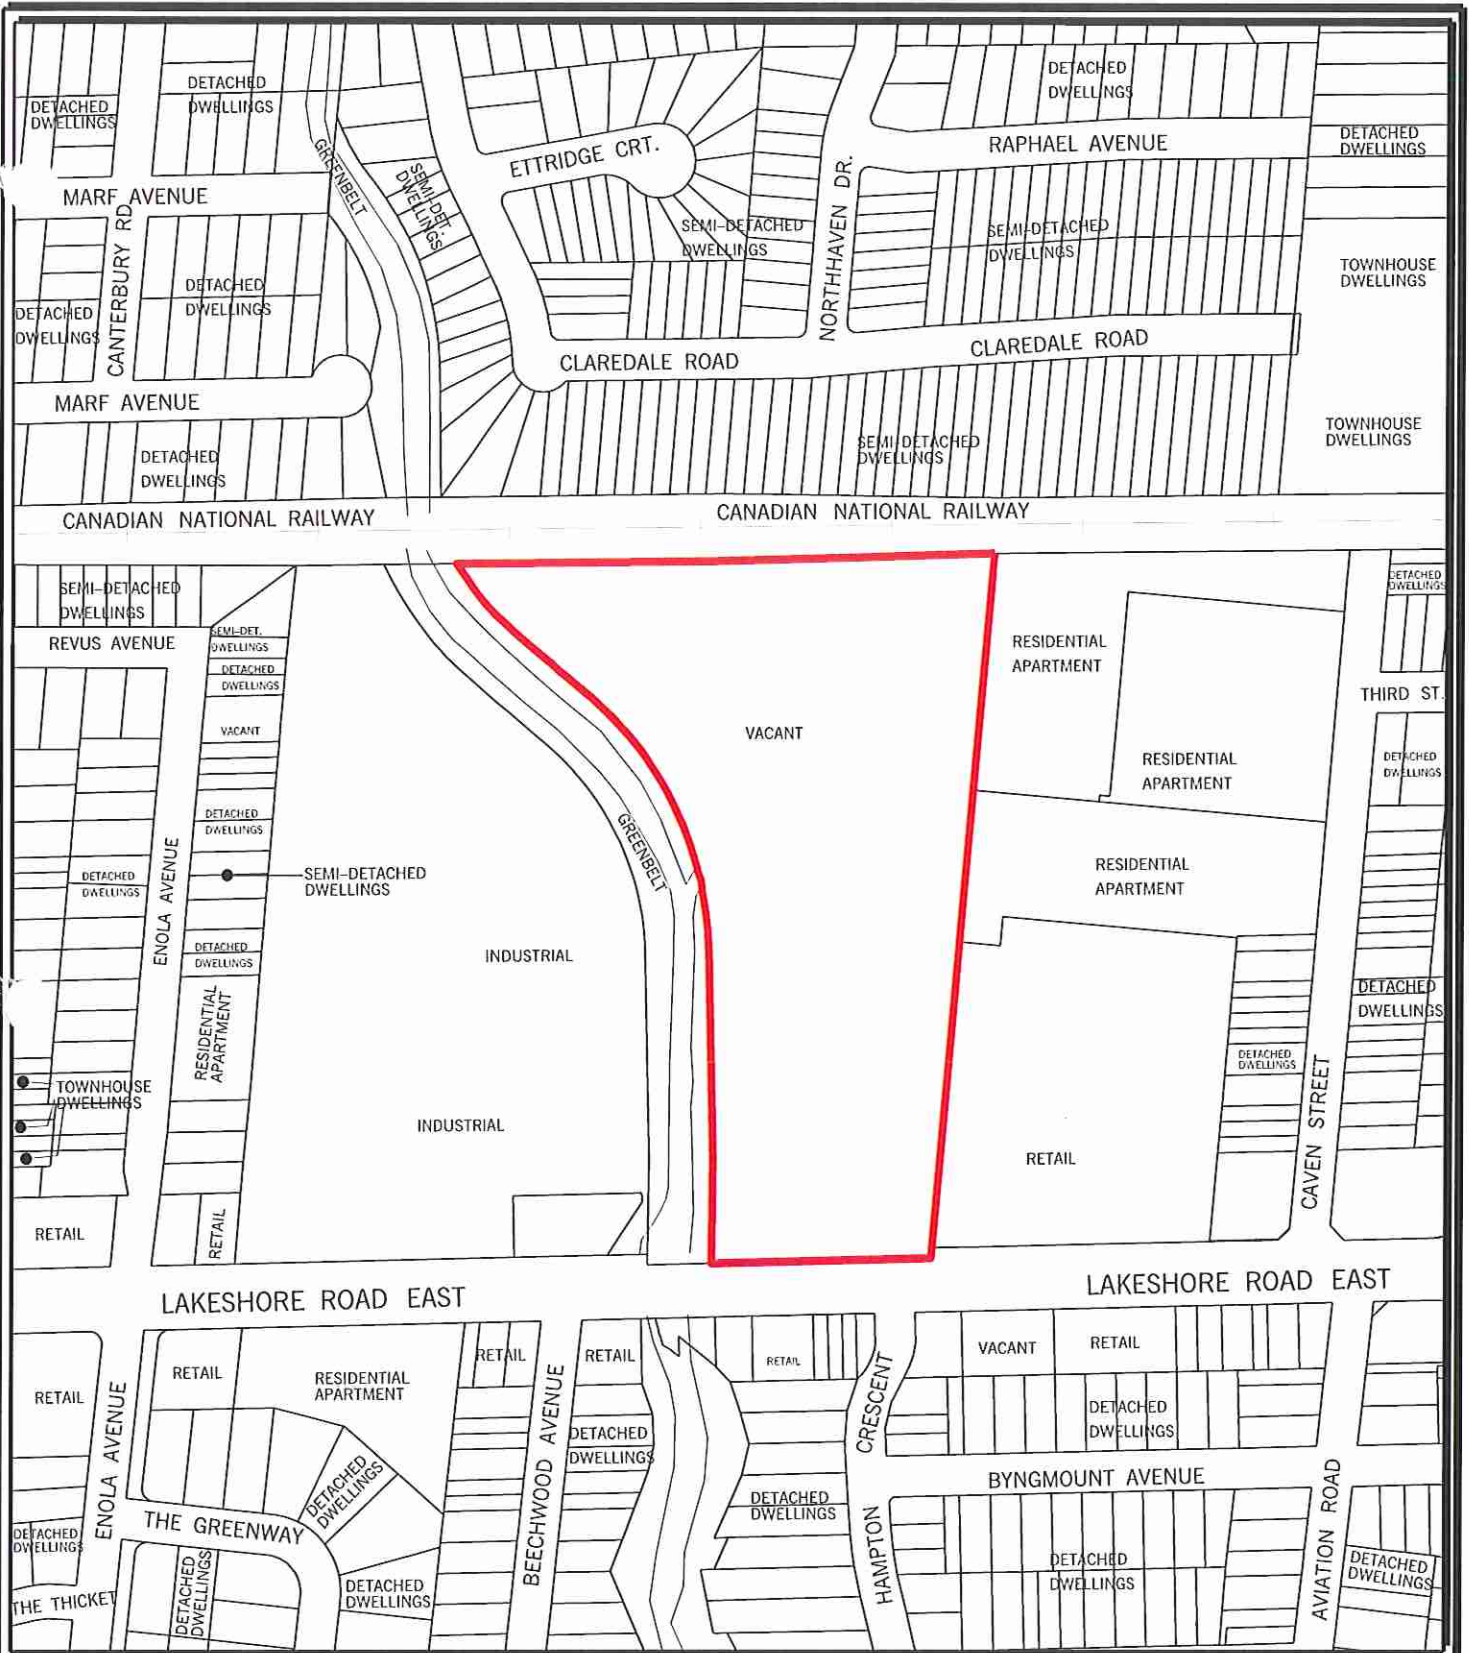 DETACHED
DWELLINGS
DETACHED
DWELLINGS
GREENBELT
MARF AVENUE
CANTERBURY RD
SEMI-DET.
DWELLINGS
ETTRIDGE CRT.
SEMI-DETACHED
DWELLINGS
NORTHHAVEN DR.
DETACHED
DWELLINGS
RAPHAEL AVENUE
DETACHED
DWELLINGS
SEMI-DETACHED
DWELLINGS
TOWNHOUSE
DWELLINGS
DETACHED
DWELLINGS
DETACHED
DWELLINGS
CLAREDALE ROAD
CLAREDALE ROAD
MARF AVENUE
DETACHED
DWELLINGS
SEMI-DETACHED
DWELLINGS
TOWNHOUSE
DWELLINGS
CANADIAN NATIONAL RAILWAY
CANADIAN NATIONAL RAILWAY
SEMI-DETACHED
DWELLINGS
REVUS AVENUE
SEMI-DET.
DWELLINGS
DETACHED
DWELLINGS
VACANT
DETACHED
DWELLINGS
DETACHED
DWELLINGS
ENOLA AVENUE
SEMI-DETACHED
DWELLINGS
DETACHED
DWELLINGS
RESIDENTIAL
APARTMENT
TOWNHOUSE
DWELLINGS
RETAIL
RETAIL
INDUSTRIAL
INDUSTRIAL
GREENBELT
VACANT
RESIDENTIAL
APARTMENT
RESIDENTIAL
APARTMENT
RESIDENTIAL
APARTMENT
RETAIL
DETACHED
DWELLINGS
THIRD ST.
DETACHED
DWELLINGS
DETACHED
DWELLINGS
DETACHED
DWELLINGS
CAVEN STREET
LAKESHORE ROAD EAST
LAKESHORE ROAD EAST
RETAIL
ENOLA AVENUE
RETAIL
RESIDENTIAL
APARTMENT
RETAIL
BEECHWOOD AVENUE
RETAIL
DETACHED
DWELLINGS
RETAIL
HAMPTON CRESCENT
VACANT
RETAIL
DETACHED
DWELLINGS
BYNGMOUNT AVENUE
AVIATION ROAD
DETACHED
DWELLINGS
THE GREENWAY
DETACHED
DWELLINGS
DETACHED
DWELLINGS
THE THICKET
DETACHED
DWELLINGS
DETACHED
DWELLINGS
DETACHED
DWELLINGS
DETACHED
DWELLINGS